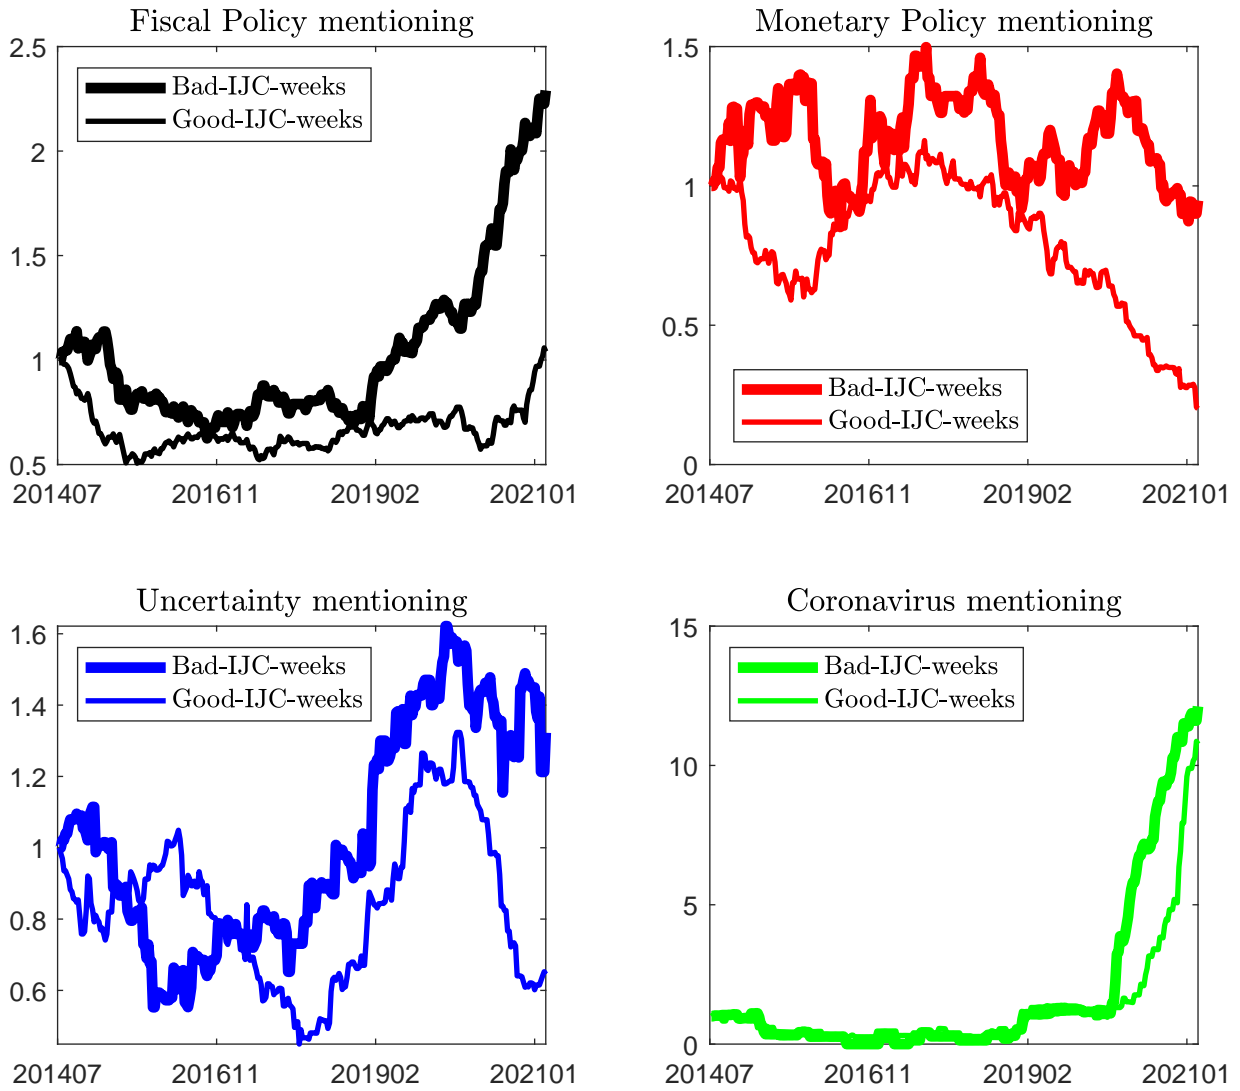 Fiscal Policy mentioning
2.5
2
1.5
1
0.5
Bad-IJC-weeks
Good-IJC-weeks
201407 201611 201902 202101
Monetary Policy mentioning
1.5
1
0.5
0
Bad-IJC-weeks
Good-IJC-weeks
201407 201611 201902 202101
Uncertainty mentioning
1.6
1.4
1.2
1
0.8
0.6
Bad-IJC-weeks
Good-IJC-weeks
201407 201611 201902 202101
Coronavirus mentioning
15
10
5
0
Bad-IJC-weeks
Good-IJC-weeks
201407 201611 201902 202101